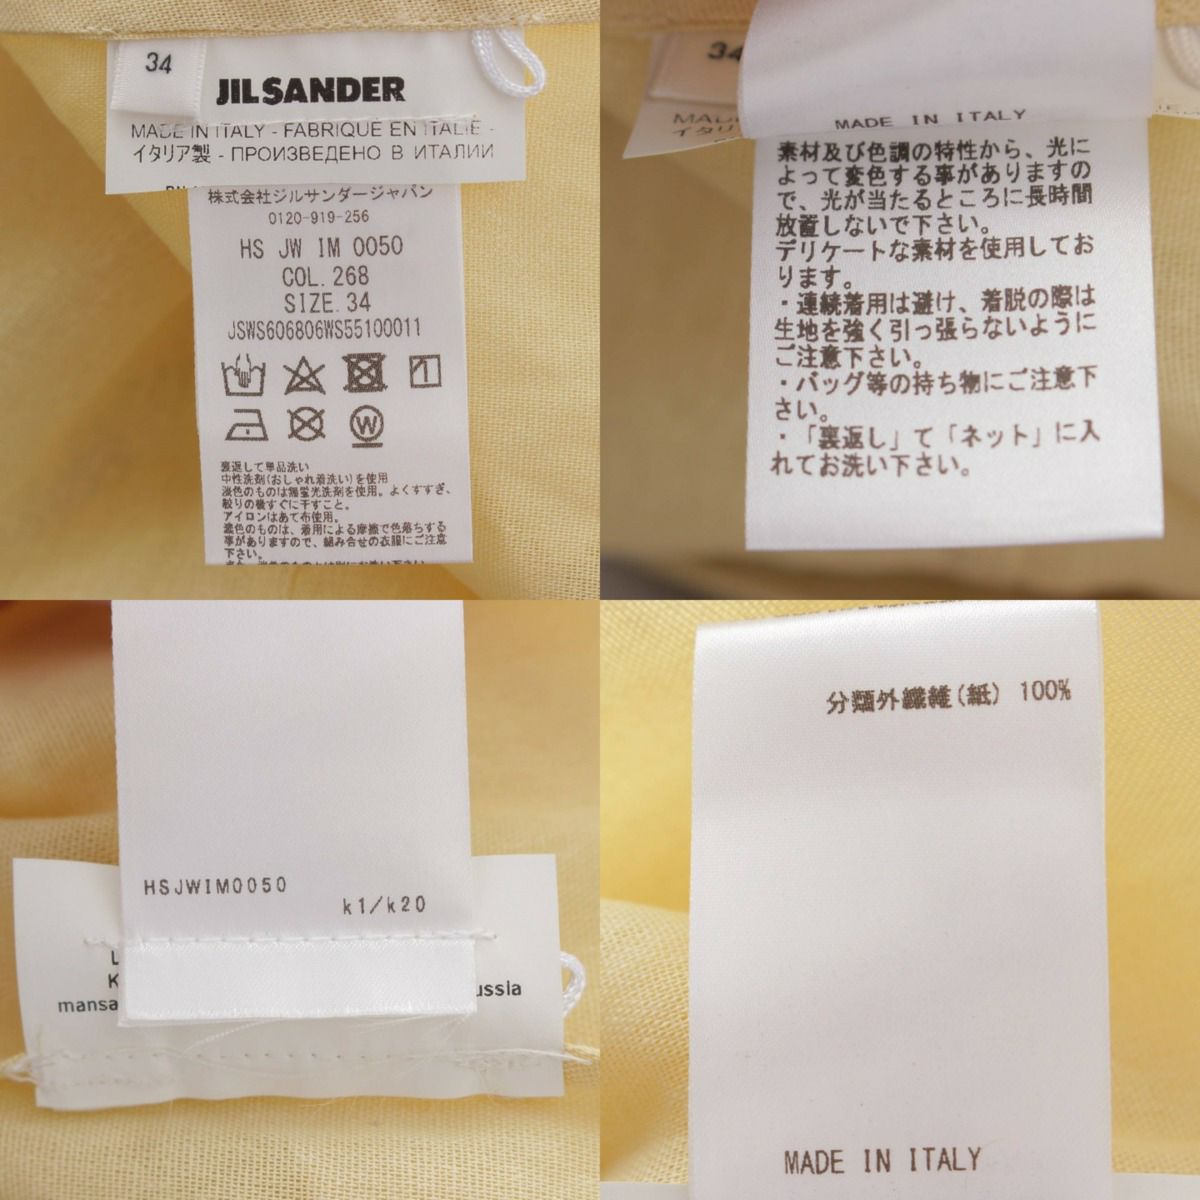 34
JIL SANDER
MADE IN ITALY - FABRIQUÉ EN ITALIE -
イタリア製 - ПРОИЗВЕДЕНО В ИТАЛИИ
株式会社ジルサンダージャパン
0120-919-256
HS JW IM 0050
COL. 268
SIZE. 34
JSWS606806WS55100011
W
裏返して単品洗い
中性洗剤(おしゃれ着洗い)を使用
淡色のものは無蛍光洗剤を使用。よくすすぎ、
絞りの後すぐに干すこと。
アイロンはあて布使用。
濃色のものは、着用による摩擦で色落ちする
事がありますので、組み合せの衣服にご注意
下さい。
34
MADE IN ITALY
素材及び色調の特性から、光に
よって変色する事がありますの
で、光が当たるところに長時間
放置しないで下さい。
デリケートな素材を使用してお
ります。
・連続着用は避け、着脱の際は
生地を強く引っ張らないように
ご注意下さい。
・バッグ等の持ち物にご注意下
さい。
・「裏返し」て「ネット」に入
れてお洗い下さい。
HSJWIM0050
k1/k20
分類外繊維(紙) 100%
MADE IN ITALY